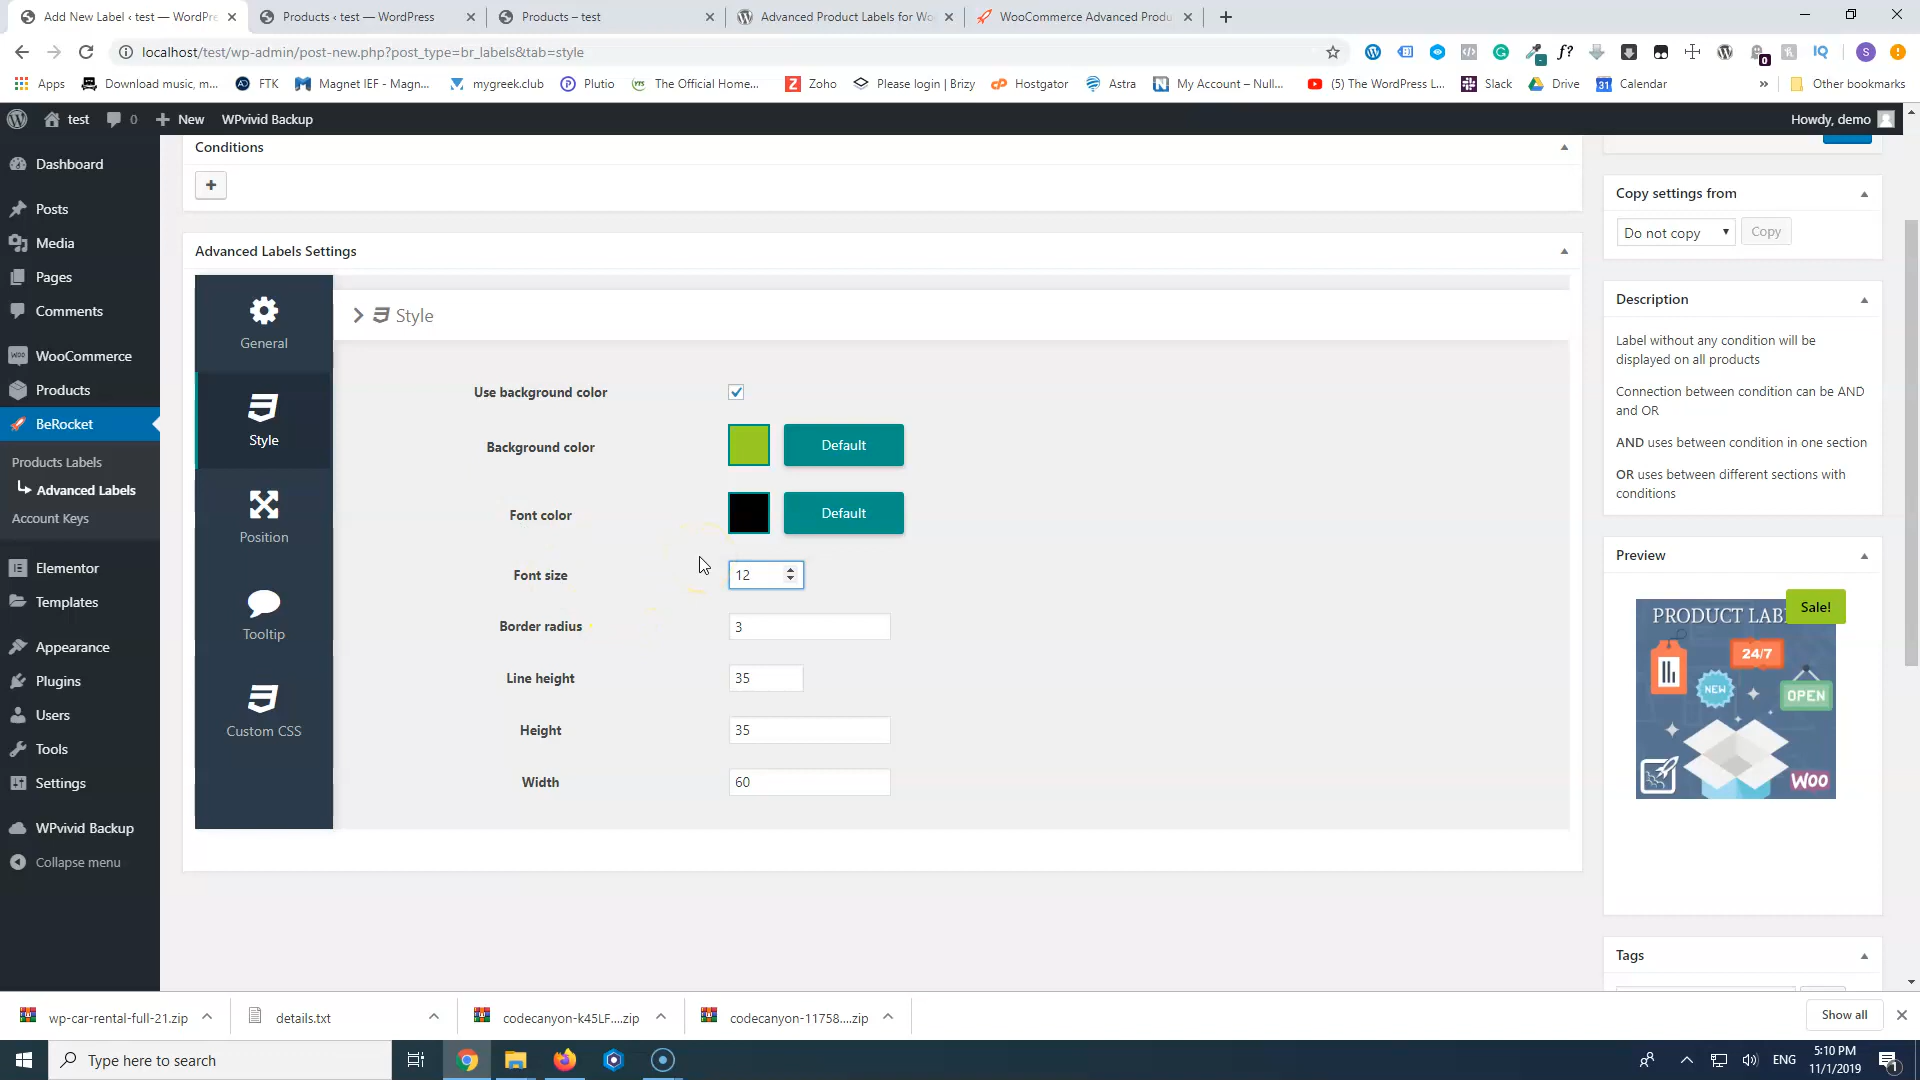 Add New Label ‹ test — WordPre
Products ‹ test — WordPress
Products – test
Advanced Product Labels for Wo
WooCommerce Advanced Produ
localhost/test/wp-admin/post-new.php?post_type=br_labels&tab=style
Apps
Download music, m...
FTK
Magnet IEF - Magn...
mygreek.club
Plutio
The Official Home...
Zoho
Please login | Brizy
Hostgator
Astra
My Account – Null...
(5) The WordPress L...
Slack
Drive
Calendar
»
Other bookmarks
test
0
New
WPvivid Backup
Howdy, demo
Dashboard
Posts
Media
Pages
Comments
WooCommerce
Products
BeRocket
Products Labels
Advanced Labels
Account Keys
Elementor
Templates
Appearance
Plugins
Users
Tools
Settings
WPvivid Backup
Collapse menu
Conditions
+
Advanced Labels Settings
General
Style
Position
Tooltip
Custom CSS
Style
Use background color
Background color
Default
Font color
Default
Font size
12
Border radius
3
Line height
35
Height
35
Width
60
Copy settings from
Do not copy
Copy
Description
Label without any condition will be
displayed on all products
Connection between condition can be AND
and OR
AND uses between condition in one section
OR uses between different sections with
conditions
Preview
Sale!
PRODUCT LAB
24/7
NEW
OPEN
WOO
Tags
wp-car-rental-full-21.zip
details.txt
codecanyon-k45LF....zip
codecanyon-11758....zip
Show all
Type here to search
ENG
5:10 PM
11/1/2019
1